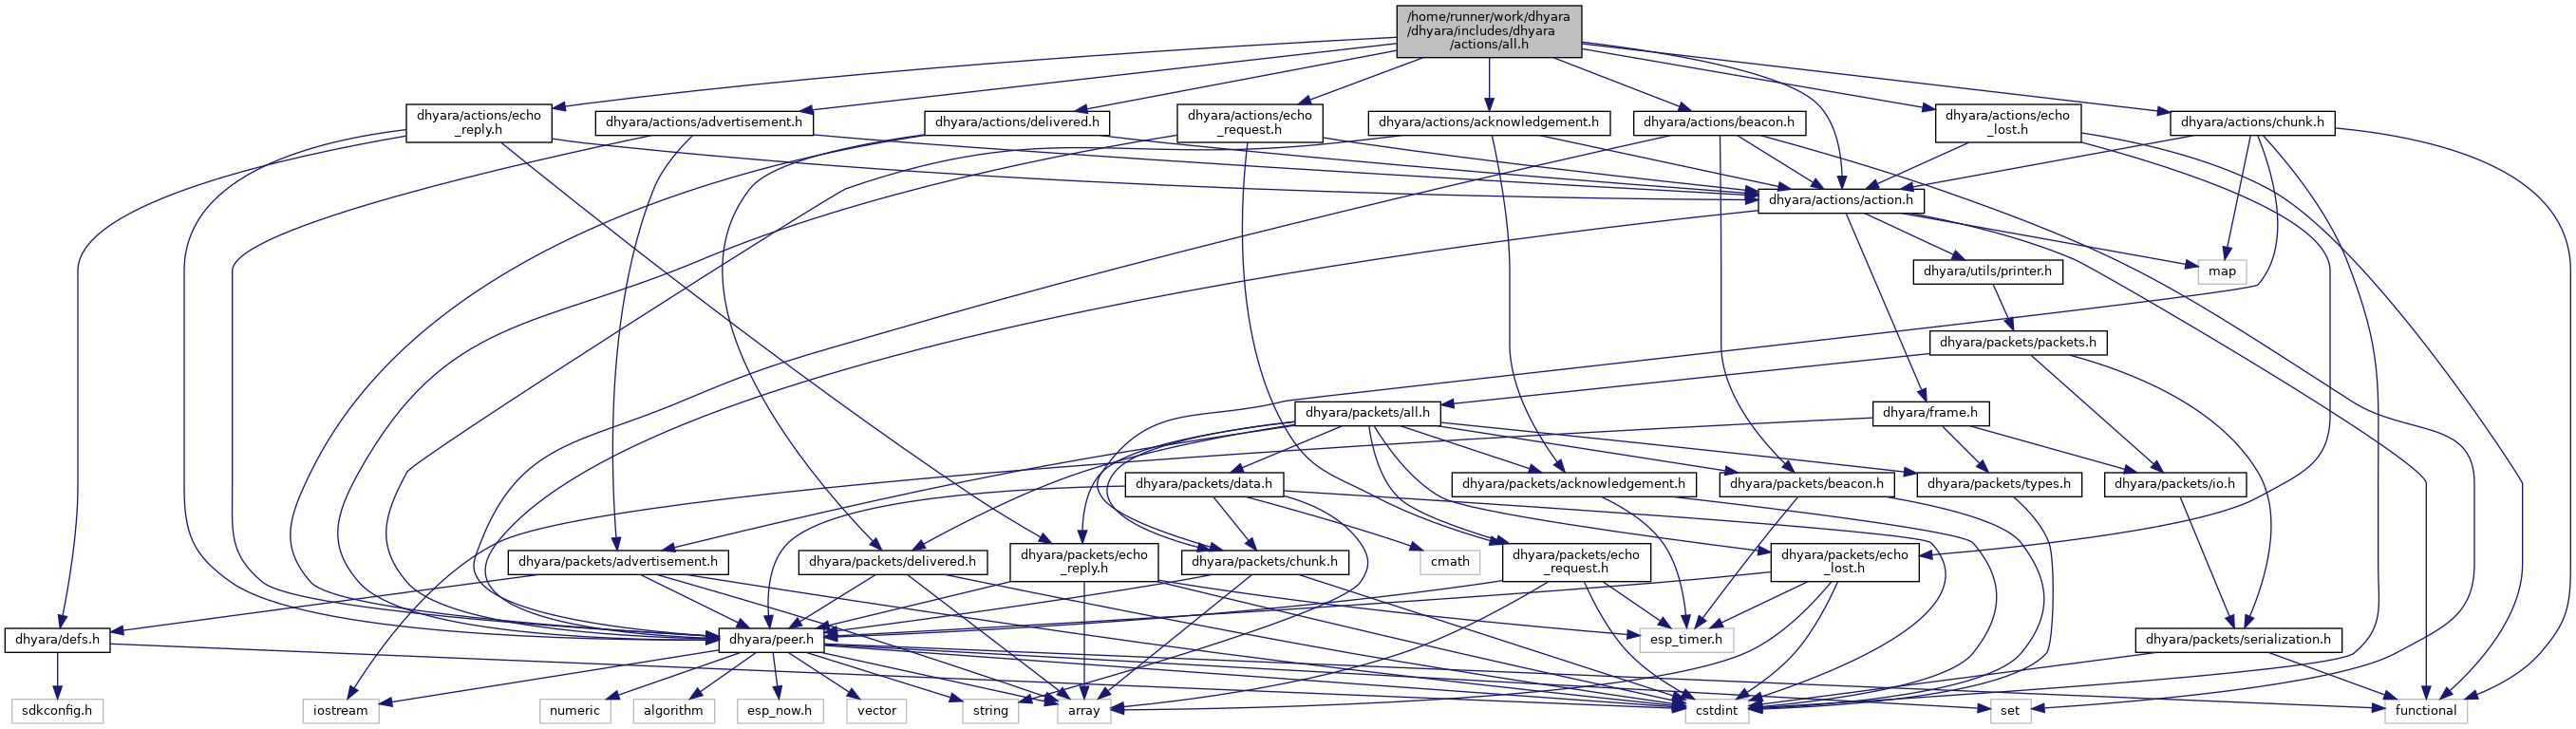 /home/runner/work/dhyara
/dhyara/includes/dhyara
/actions/all.h
dhyara/actions/echo
_reply.h
dhyara/actions/advertisement.h
dhyara/actions/delivered.h
dhyara/actions/echo
_request.h
dhyara/actions/acknowledgement.h
dhyara/actions/beacon.h
dhyara/actions/echo
_lost.h
dhyara/actions/chunk.h
dhyara/actions/action.h
dhyara/utils/printer.h
map
dhyara/packets/packets.h
dhyara/packets/all.h
dhyara/frame.h
dhyara/packets/data.h
dhyara/packets/acknowledgement.h
dhyara/packets/beacon.h
dhyara/packets/types.h
dhyara/packets/io.h
dhyara/packets/advertisement.h
dhyara/packets/delivered.h
dhyara/packets/echo
_reply.h
dhyara/packets/chunk.h
cmath
dhyara/packets/echo
_request.h
dhyara/packets/echo
_lost.h
dhyara/defs.h
dhyara/peer.h
esp_timer.h
dhyara/packets/serialization.h
sdkconfig.h
iostream
numeric
algorithm
esp_now.h
vector
string
array
cstdint
set
functional